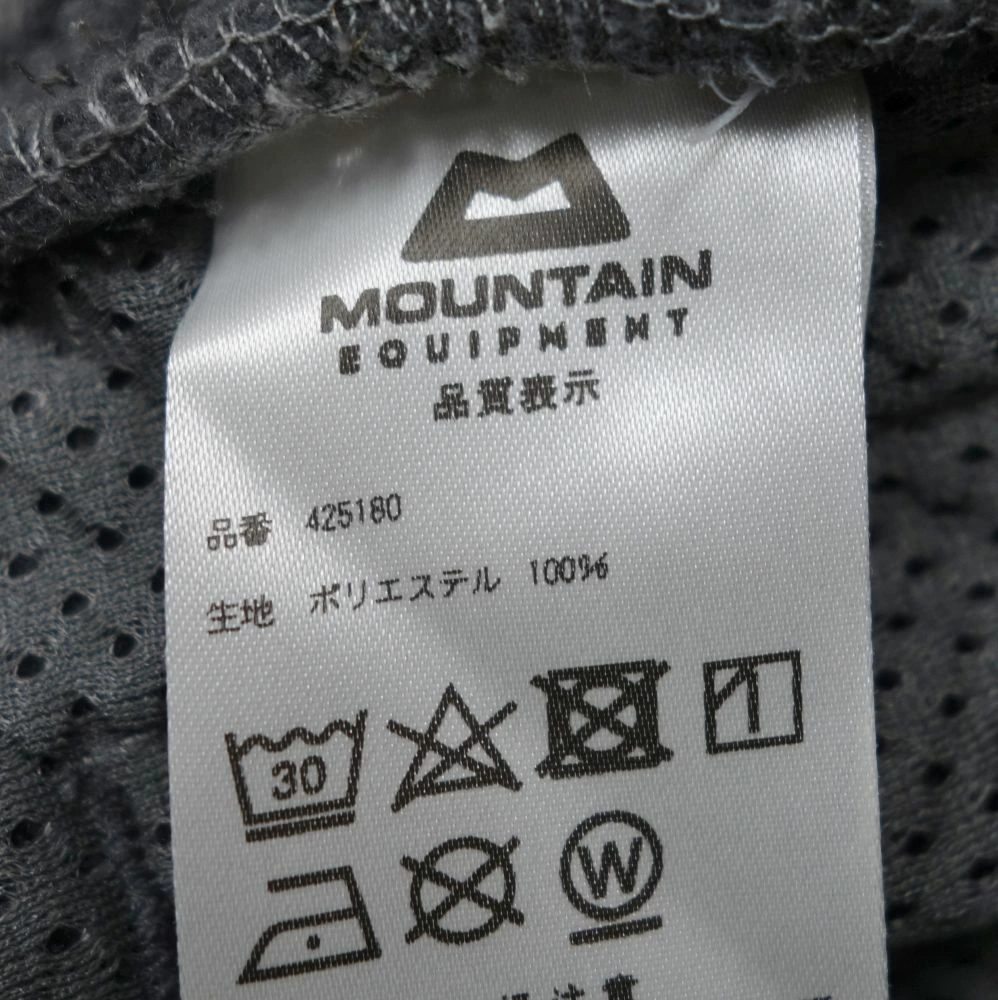 MOUNTAIN
EQUIPMENT
品質表示
品番 425180
生地 ポリエステル 100%
30
W